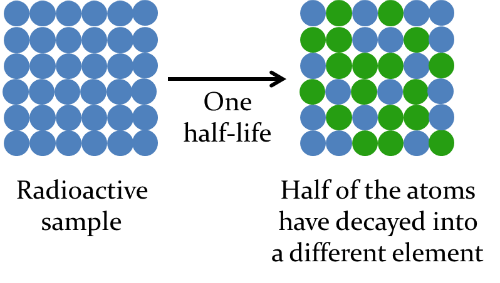 One
half-life
Radioactive
sample
Half of the atoms
have decayed into
a different element